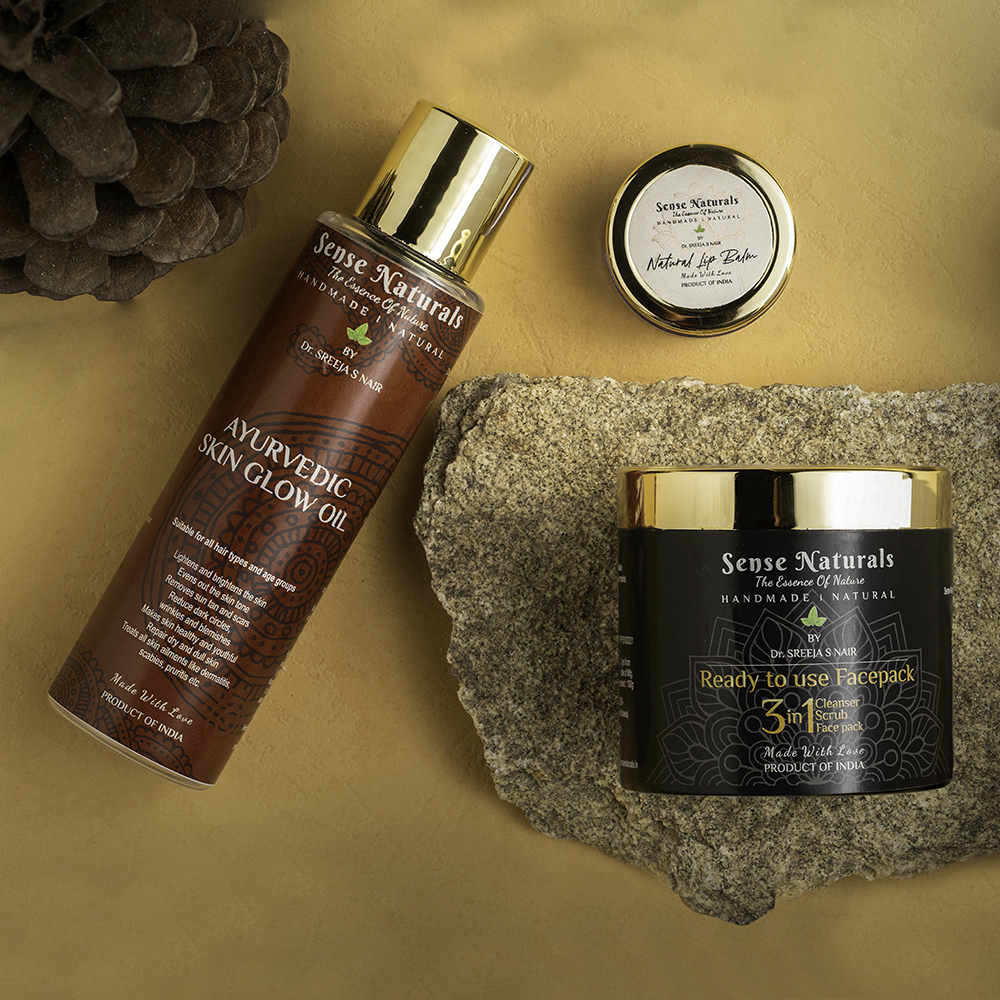 Sense Naturals
The Essence Of Nature
HANDMADE | NATURAL
BY
Dr. SREEJA S NAIR
AYURVEDIC
SKIN GLOW OIL
Suitable for all hair types and age groups
Lightens and brightens the skin
Evens out the skin tone
Removes sun tan and scars
Reduce dark circles,
wrinkles and blemishes
Makes skin healthy and youthful
Repair dry and dull skin
Treats all skin ailments like dermatitis,
scabies, pruritis etc.
Made With Love
PRODUCT OF INDIA
Sense Naturals
The Essence Of Nature
HANDMADE | NATURAL
BY
Dr. SREEJA S NAIR
Natural Lip Balm
Made With Love
PRODUCT OF INDIA
Sense Naturals
The Essence Of Nature
HANDMADE | NATURAL
BY
Dr. SREEJA S NAIR
Ready to use Facepack
3 in 1
Cleanser
Scrub
Face pack
Made With Love
PRODUCT OF INDIA